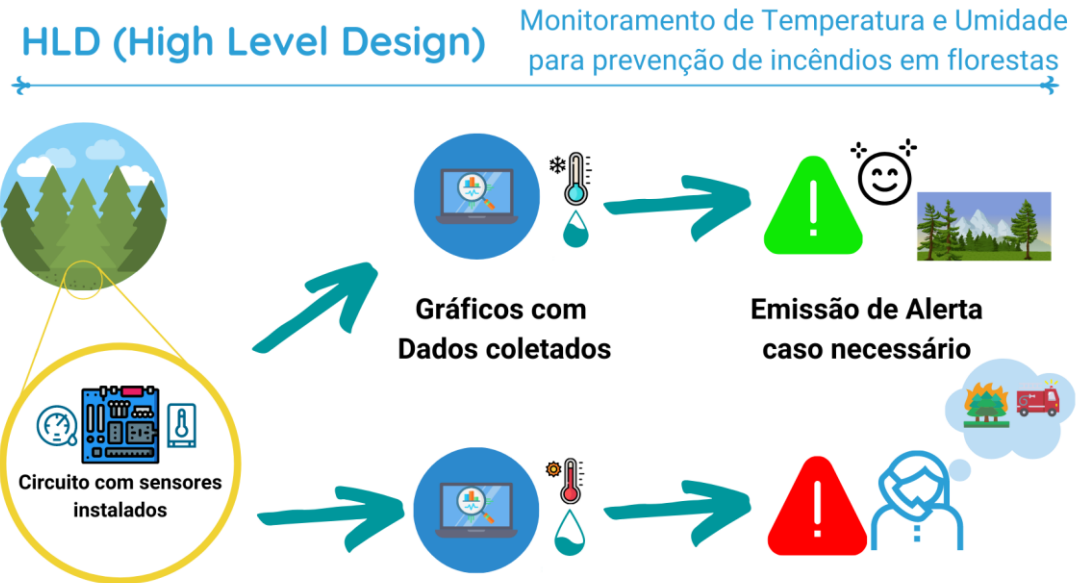 HLD (High Level Design)
Monitoramento de Temperatura e Umidade
para prevenção de incêndios em florestas
Gráficos com
Dados coletados
Emissão de Alerta
caso necessário
Circuito com sensores
instalados